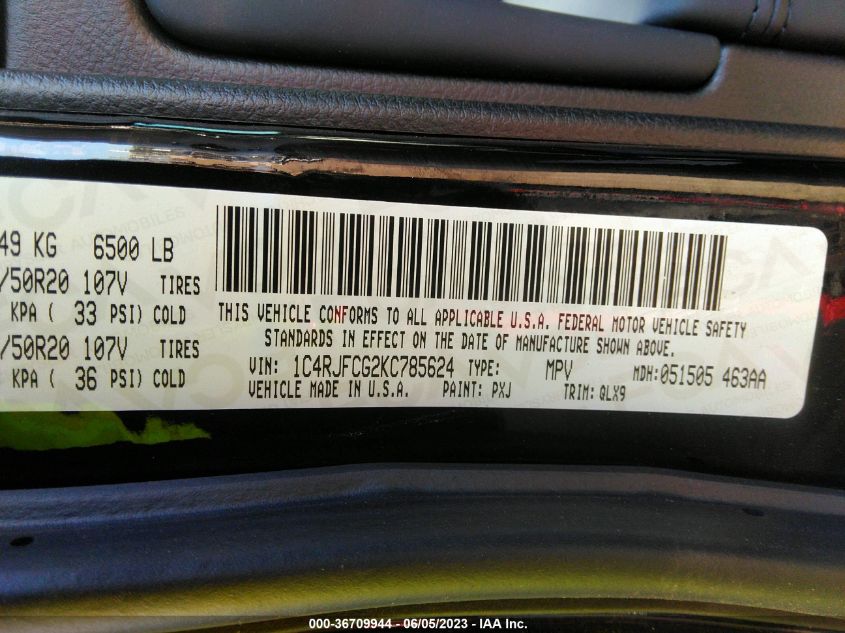 49 KG 6500 LB
/50R20 107V TIRES
KPA ( 33 PSI) COLD
/50R20 107V TIRES
KPA ( 36 PSI) COLD
THIS VEHICLE CONFORMS TO ALL APPLICABLE U.S.A. FEDERAL MOTOR VEHICLE SAFETY
STANDARDS IN EFFECT ON THE DATE OF MANUFACTURE SHOWN ABOVE.
VIN: 1C4RJFCG2KC785624 TYPE: MPV MDH:051505 463AA
VEHICLE MADE IN U.S.A. PAINT: PXJ TRIM: QLX9
000-36709944 - 06/05/2023 - IAA Inc.